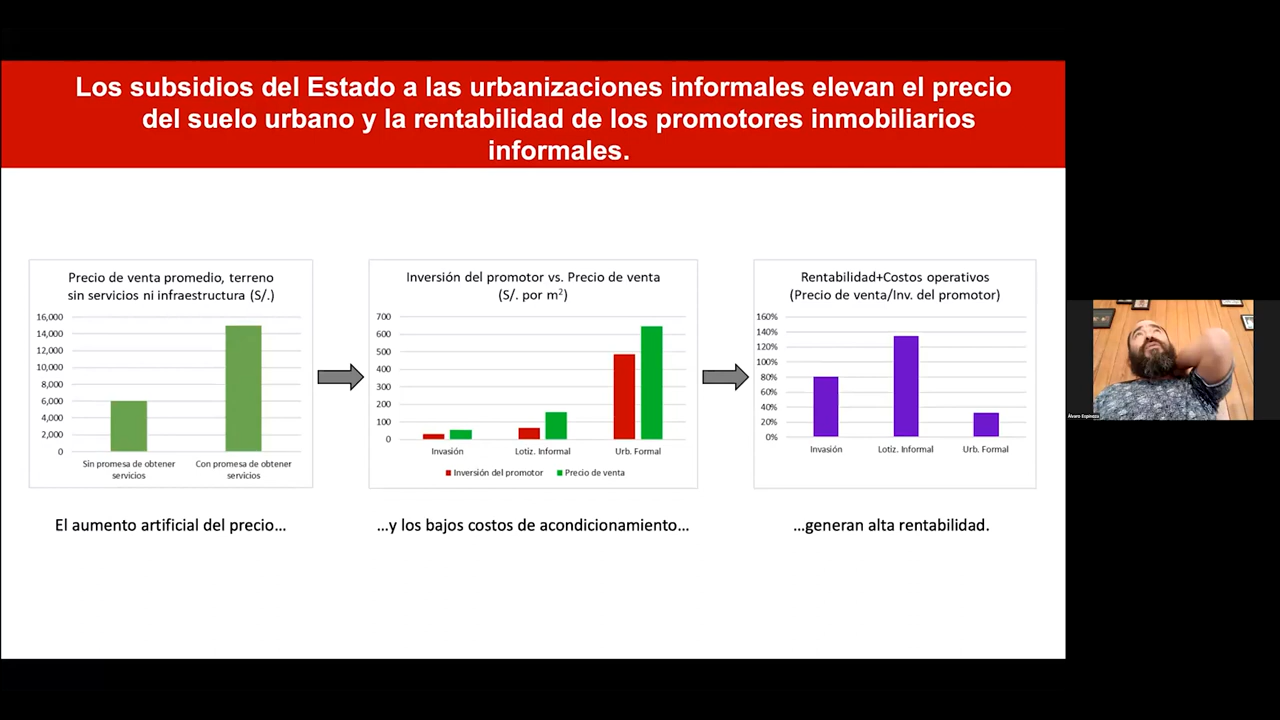 Los subsidios del Estado a las urbanizaciones informales elevan el precio
del suelo urbano y la rentabilidad de los promotores inmobiliarios
informales.
Precio de venta promedio, terreno
sin servicios ni infraestructura (S/.)
16,000
14,000
12,000
10,000
8,000
6,000
4,000
2,000
0
Sin promesa de obtener
servicios
Con promesa de obtener
servicios
El aumento artificial del precio...
Inversión del promotor vs. Precio de venta
(S/. por m²)
700
600
500
400
300
200
100
0
Invasión
Lotiz. Informal
Urb. Formal
Inversión del promotor
Precio de venta
...y los bajos costos de acondicionamiento...
Rentabilidad+Costos operativos
(Precio de venta/Inv. del promotor)
160%
140%
120%
100%
80%
60%
40%
20%
0%
Invasión
Lotiz. Informal
Urb. Formal
...generan alta rentabilidad.
Alvaro Espinoza